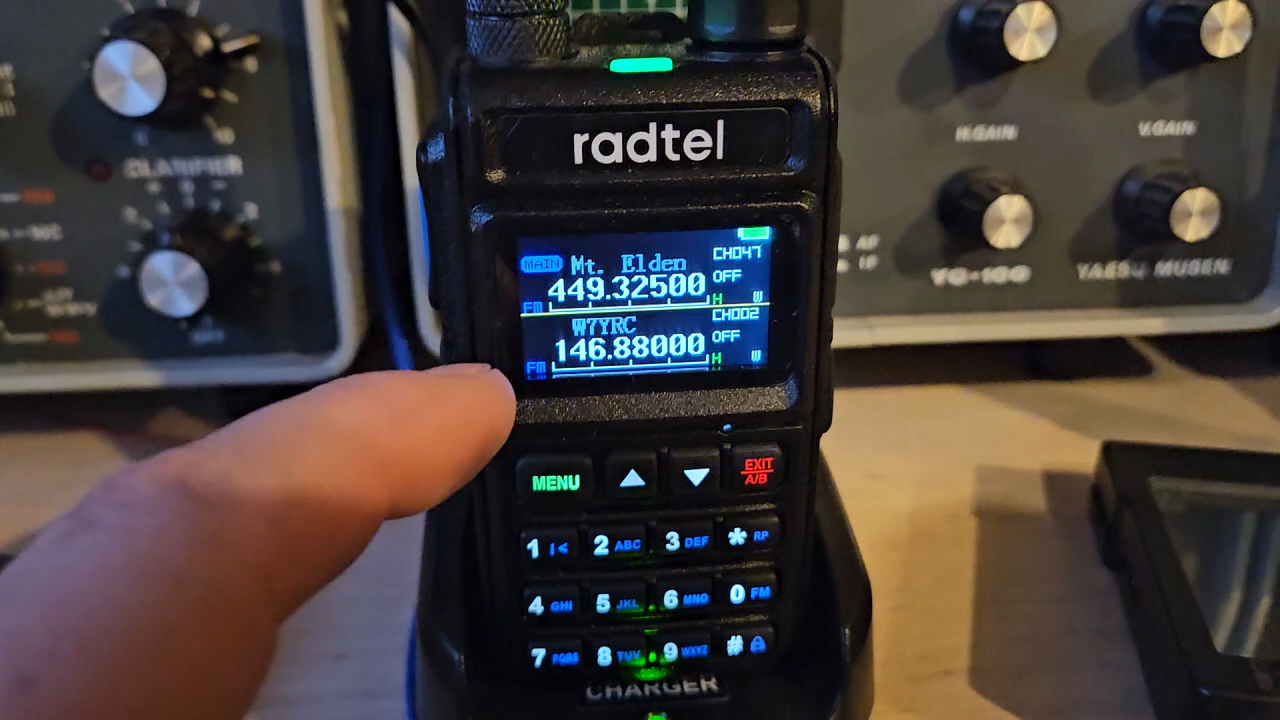 radtel
MAIN Mt. Elden CH047
449.32500 OFF
FM H W
W7YRC CH002
146.88000 OFF
FM H W
MENU ▲ ▼ EXIT A/B
1 |< 2 ABC 3 DEF * RP
4 GHI 5 JKL 6 MNO 0 FM
7 PQRS 8 TUV 9 WXYZ #
CHARGER
CLARIFIER
10
H.GAIN V.GAIN
YC-100 YAESU MUSEN